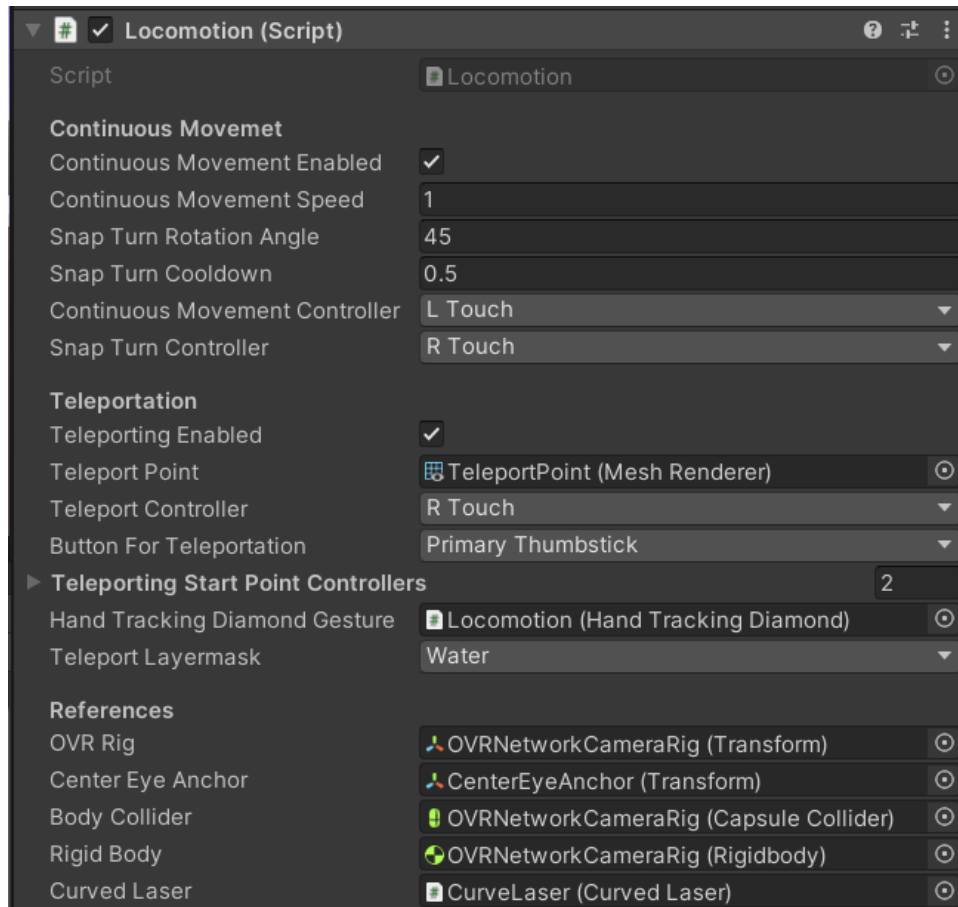 Locomotion (Script)
Script Locomotion
Continuous Movemet
Continuous Movement Enabled
Continuous Movement Speed 1
Snap Turn Rotation Angle 45
Snap Turn Cooldown 0.5
Continuous Movement Controller L Touch
Snap Turn Controller R Touch
Teleportation
Teleporting Enabled
Teleport Point TeleportPoint (Mesh Renderer)
Teleport Controller R Touch
Button For Teleportation Primary Thumbstick
Teleporting Start Point Controllers 2
Hand Tracking Diamond Gesture Locomotion (Hand Tracking Diamond)
Teleport Layermask Water
References
OVR Rig OVRNetworkCameraRig (Transform)
Center Eye Anchor CenterEyeAnchor (Transform)
Body Collider OVRNetworkCameraRig (Capsule Collider)
Rigid Body OVRNetworkCameraRig (Rigidbody)
Curved Laser CurveLaser (Curved Laser)